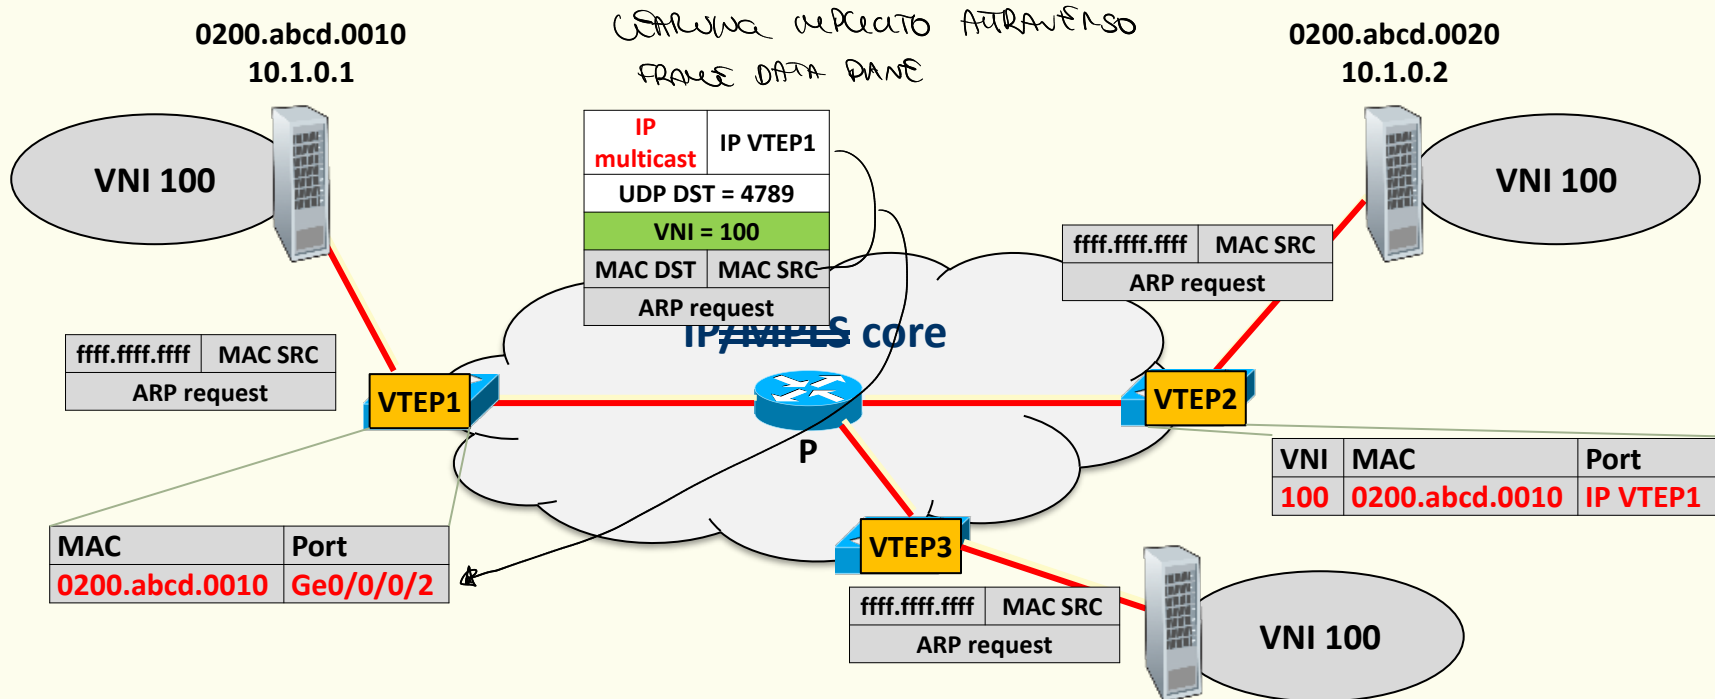 LEARNING IMPLICITO ATTRAVERSO
FRAME DATA PLANE
0200.abcd.0010
10.1.0.1
0200.abcd.0020
10.1.0.2
IP multicast
IP VTEP1
UDP DST = 4789
VNI = 100
MAC DST
MAC SRC
ARP request
VNI 100
VNI 100
ffff.ffff.ffff
MAC SRC
ARP request
IP/MPLS core
ffff.ffff.ffff
MAC SRC
ARP request
VTEP1
P
VTEP2
VNI MAC Port
100 0200.abcd.0010 IP VTEP1
MAC Port
0200.abcd.0010 Ge0/0/0/2
VTEP3
ffff.ffff.ffff
MAC SRC
ARP request
VNI 100